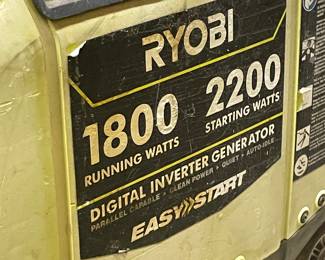 RYOBI
1800 2200
RUNNING WATTS STARTING WATTS
DIGITAL INVERTER GENERATOR
PARALLEL CAPABLE • CLEAN POWER • QUIET • AUTO-IDLE
EASY START